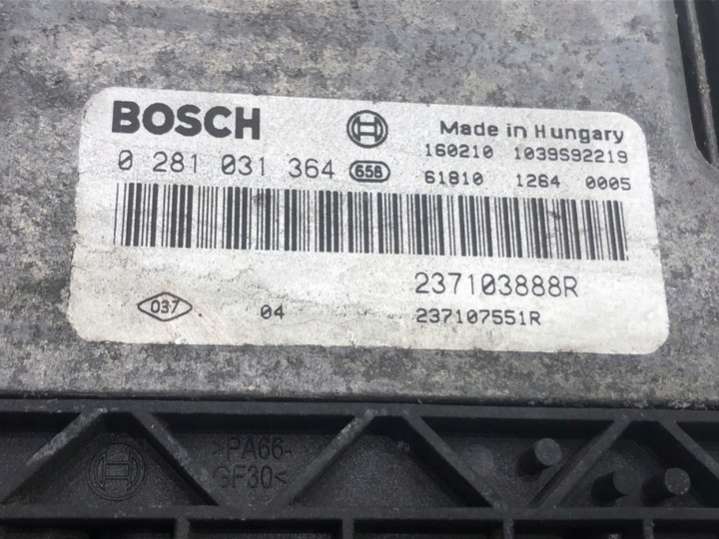 BOSCH
Made in Hungary
0 281 031 364 656 160210 1039S92219
61810 1264 0005
237103888R
037 04 237107551R
>PA66-
GF30<